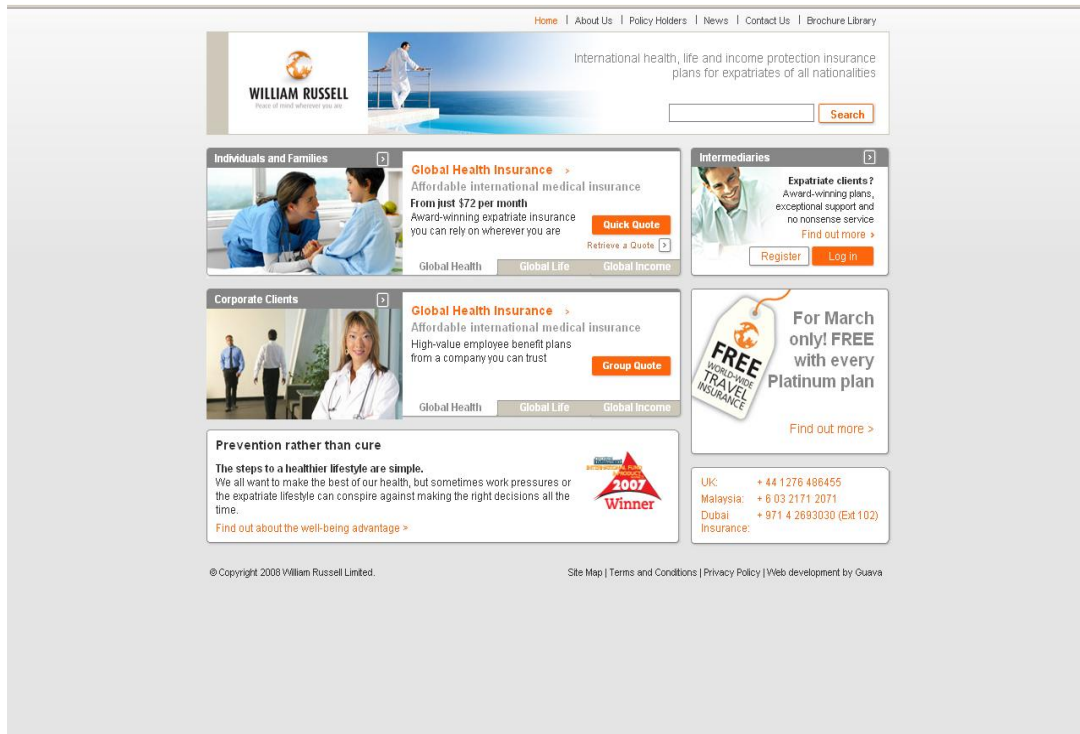 Home | About Us | Policy Holders | News | Contact Us | Brochure Library
WILLIAM RUSSELL
Peace of mind wherever you are
International health, life and income protection insurance
plans for expatriates of all nationalities
Search
Individuals and Families
Global Health Insurance >
Affordable international medical insurance
From just $72 per month
Award-winning expatriate insurance
you can rely on wherever you are
Quick Quote
Retrieve a Quote >
Global Health Global Life Global Income
Intermediaries
Expatriate clients?
Award-winning plans,
exceptional support and
no nonsense service
Find out more >
Register Log in
Corporate Clients
Global Health Insurance >
Affordable international medical insurance
High-value employee benefit plans
from a company you can trust
Group Quote
Global Health Global Life Global Income
FREE
WORLD-WIDE
TRAVEL
INSURANCE
For March
only! FREE
with every
Platinum plan
Find out more >
Prevention rather than cure
The steps to a healthier lifestyle are simple.
We all want to make the best of our health, but sometimes work pressures or
the expatriate lifestyle can conspire against making the right decisions all the
time.
Find out about the well-being advantage >
2007
Winner
UK: + 44 1276 486455
Malaysia: + 6 03 2171 2071
Dubai + 971 4 2693030 (Ext 102)
Insurance:
© Copyright 2008 William Russell Limited.
Site Map | Terms and Conditions | Privacy Policy | Web development by Guava